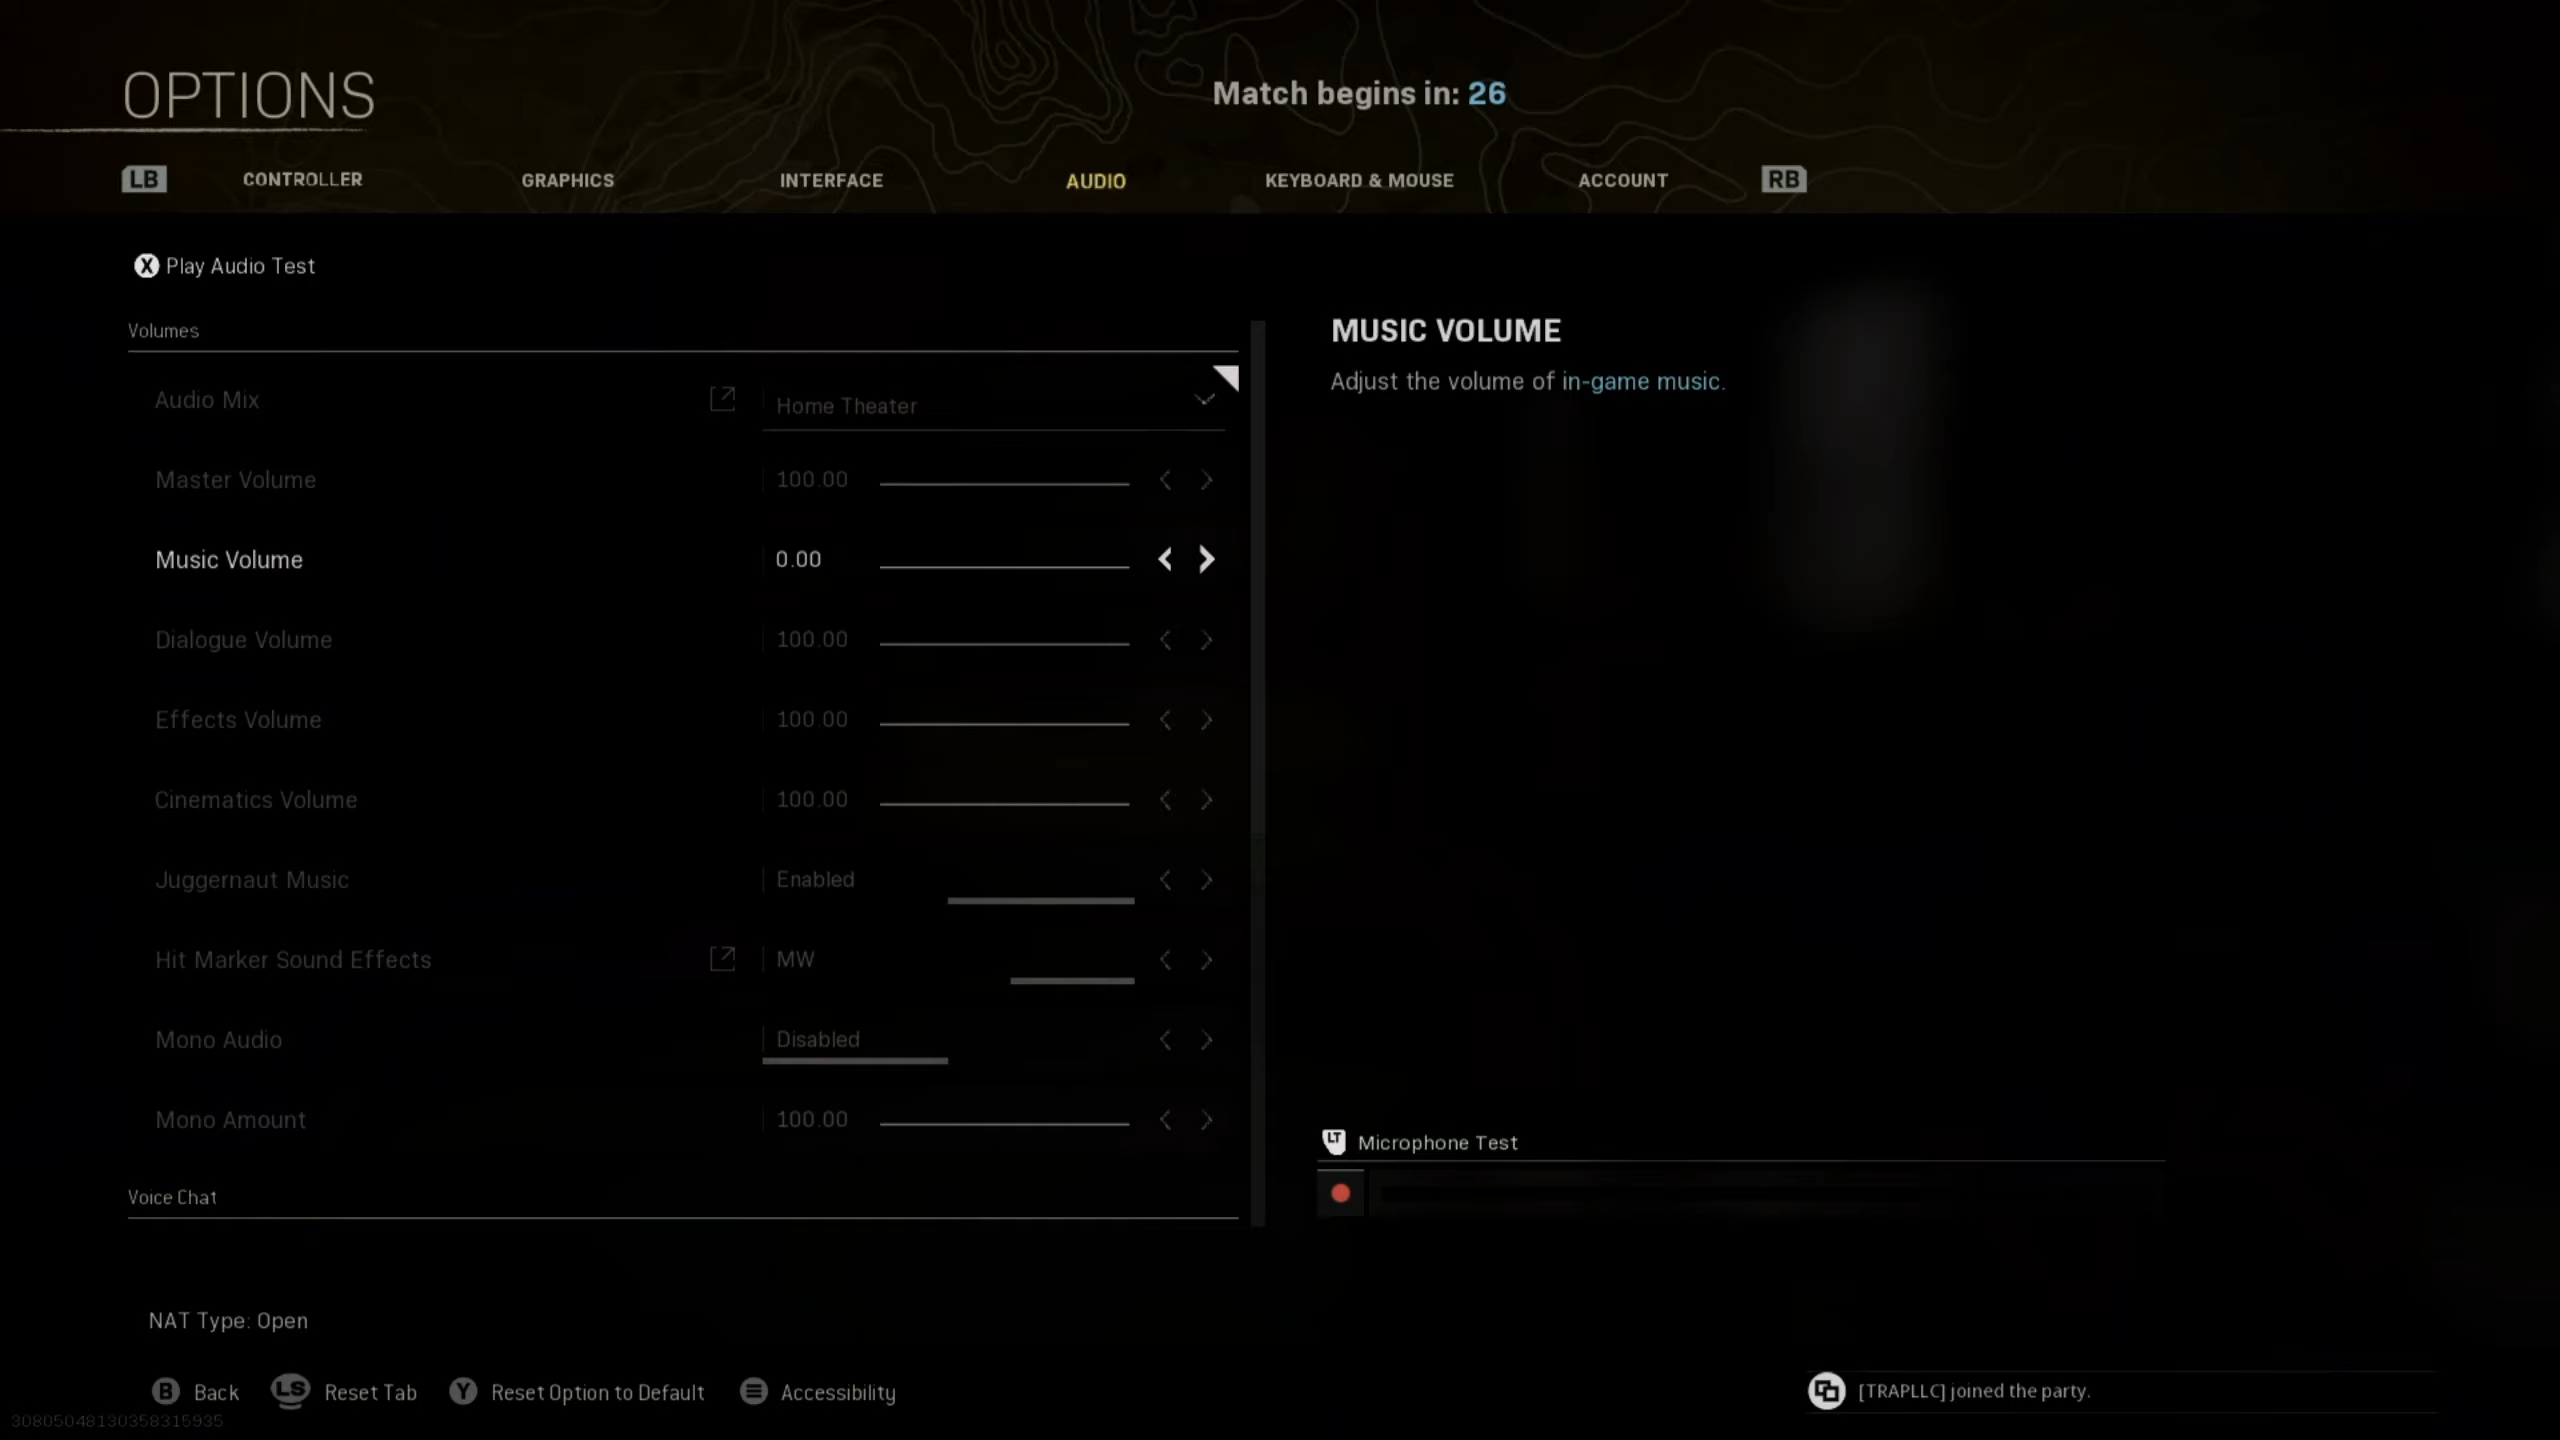 OPTIONS
Match begins in: 26
LB CONTROLLER GRAPHICS INTERFACE AUDIO KEYBOARD & MOUSE ACCOUNT RB
X Play Audio Test
Volumes
Audio Mix Home Theater
Master Volume 100.00
Music Volume 0.00
Dialogue Volume 100.00
Effects Volume 100.00
Cinematics Volume 100.00
Juggernaut Music Enabled
Hit Marker Sound Effects MW
Mono Audio Disabled
Mono Amount 100.00
Voice Chat
MUSIC VOLUME
Adjust the volume of in-game music.
LT Microphone Test
NAT Type: Open
B Back LS Reset Tab Y Reset Option to Default Accessibility
[TRAPLLC] joined the party.
30805048130358315935